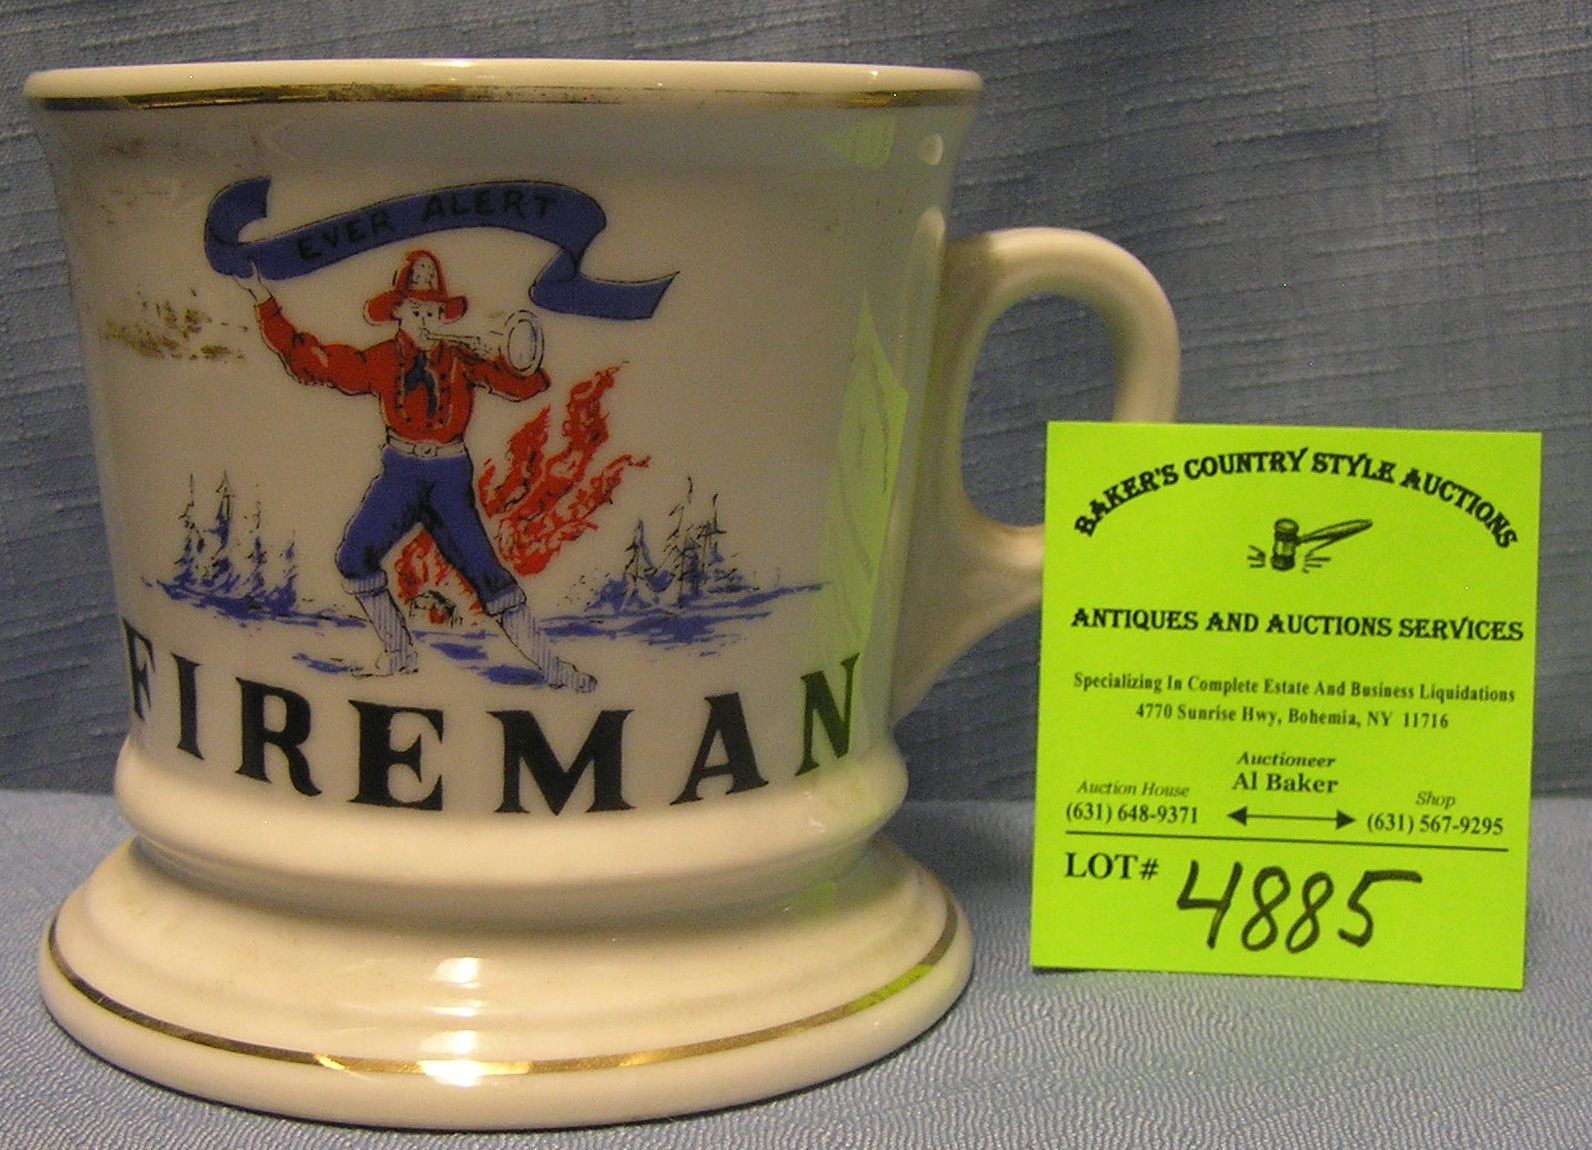 EVER ALERT
FIREMAN
BAKER'S COUNTRY STYLE AUCTIONS
ANTIQUES AND AUCTIONS SERVICES
Specializing In Complete Estate And Business Liquidations
4770 Sunrise Hwy, Bohemia, NY 11716
Auctioneer
Al Baker
Auction House
(631) 648-9371
Shop
(631) 567-9295
LOT# 4885